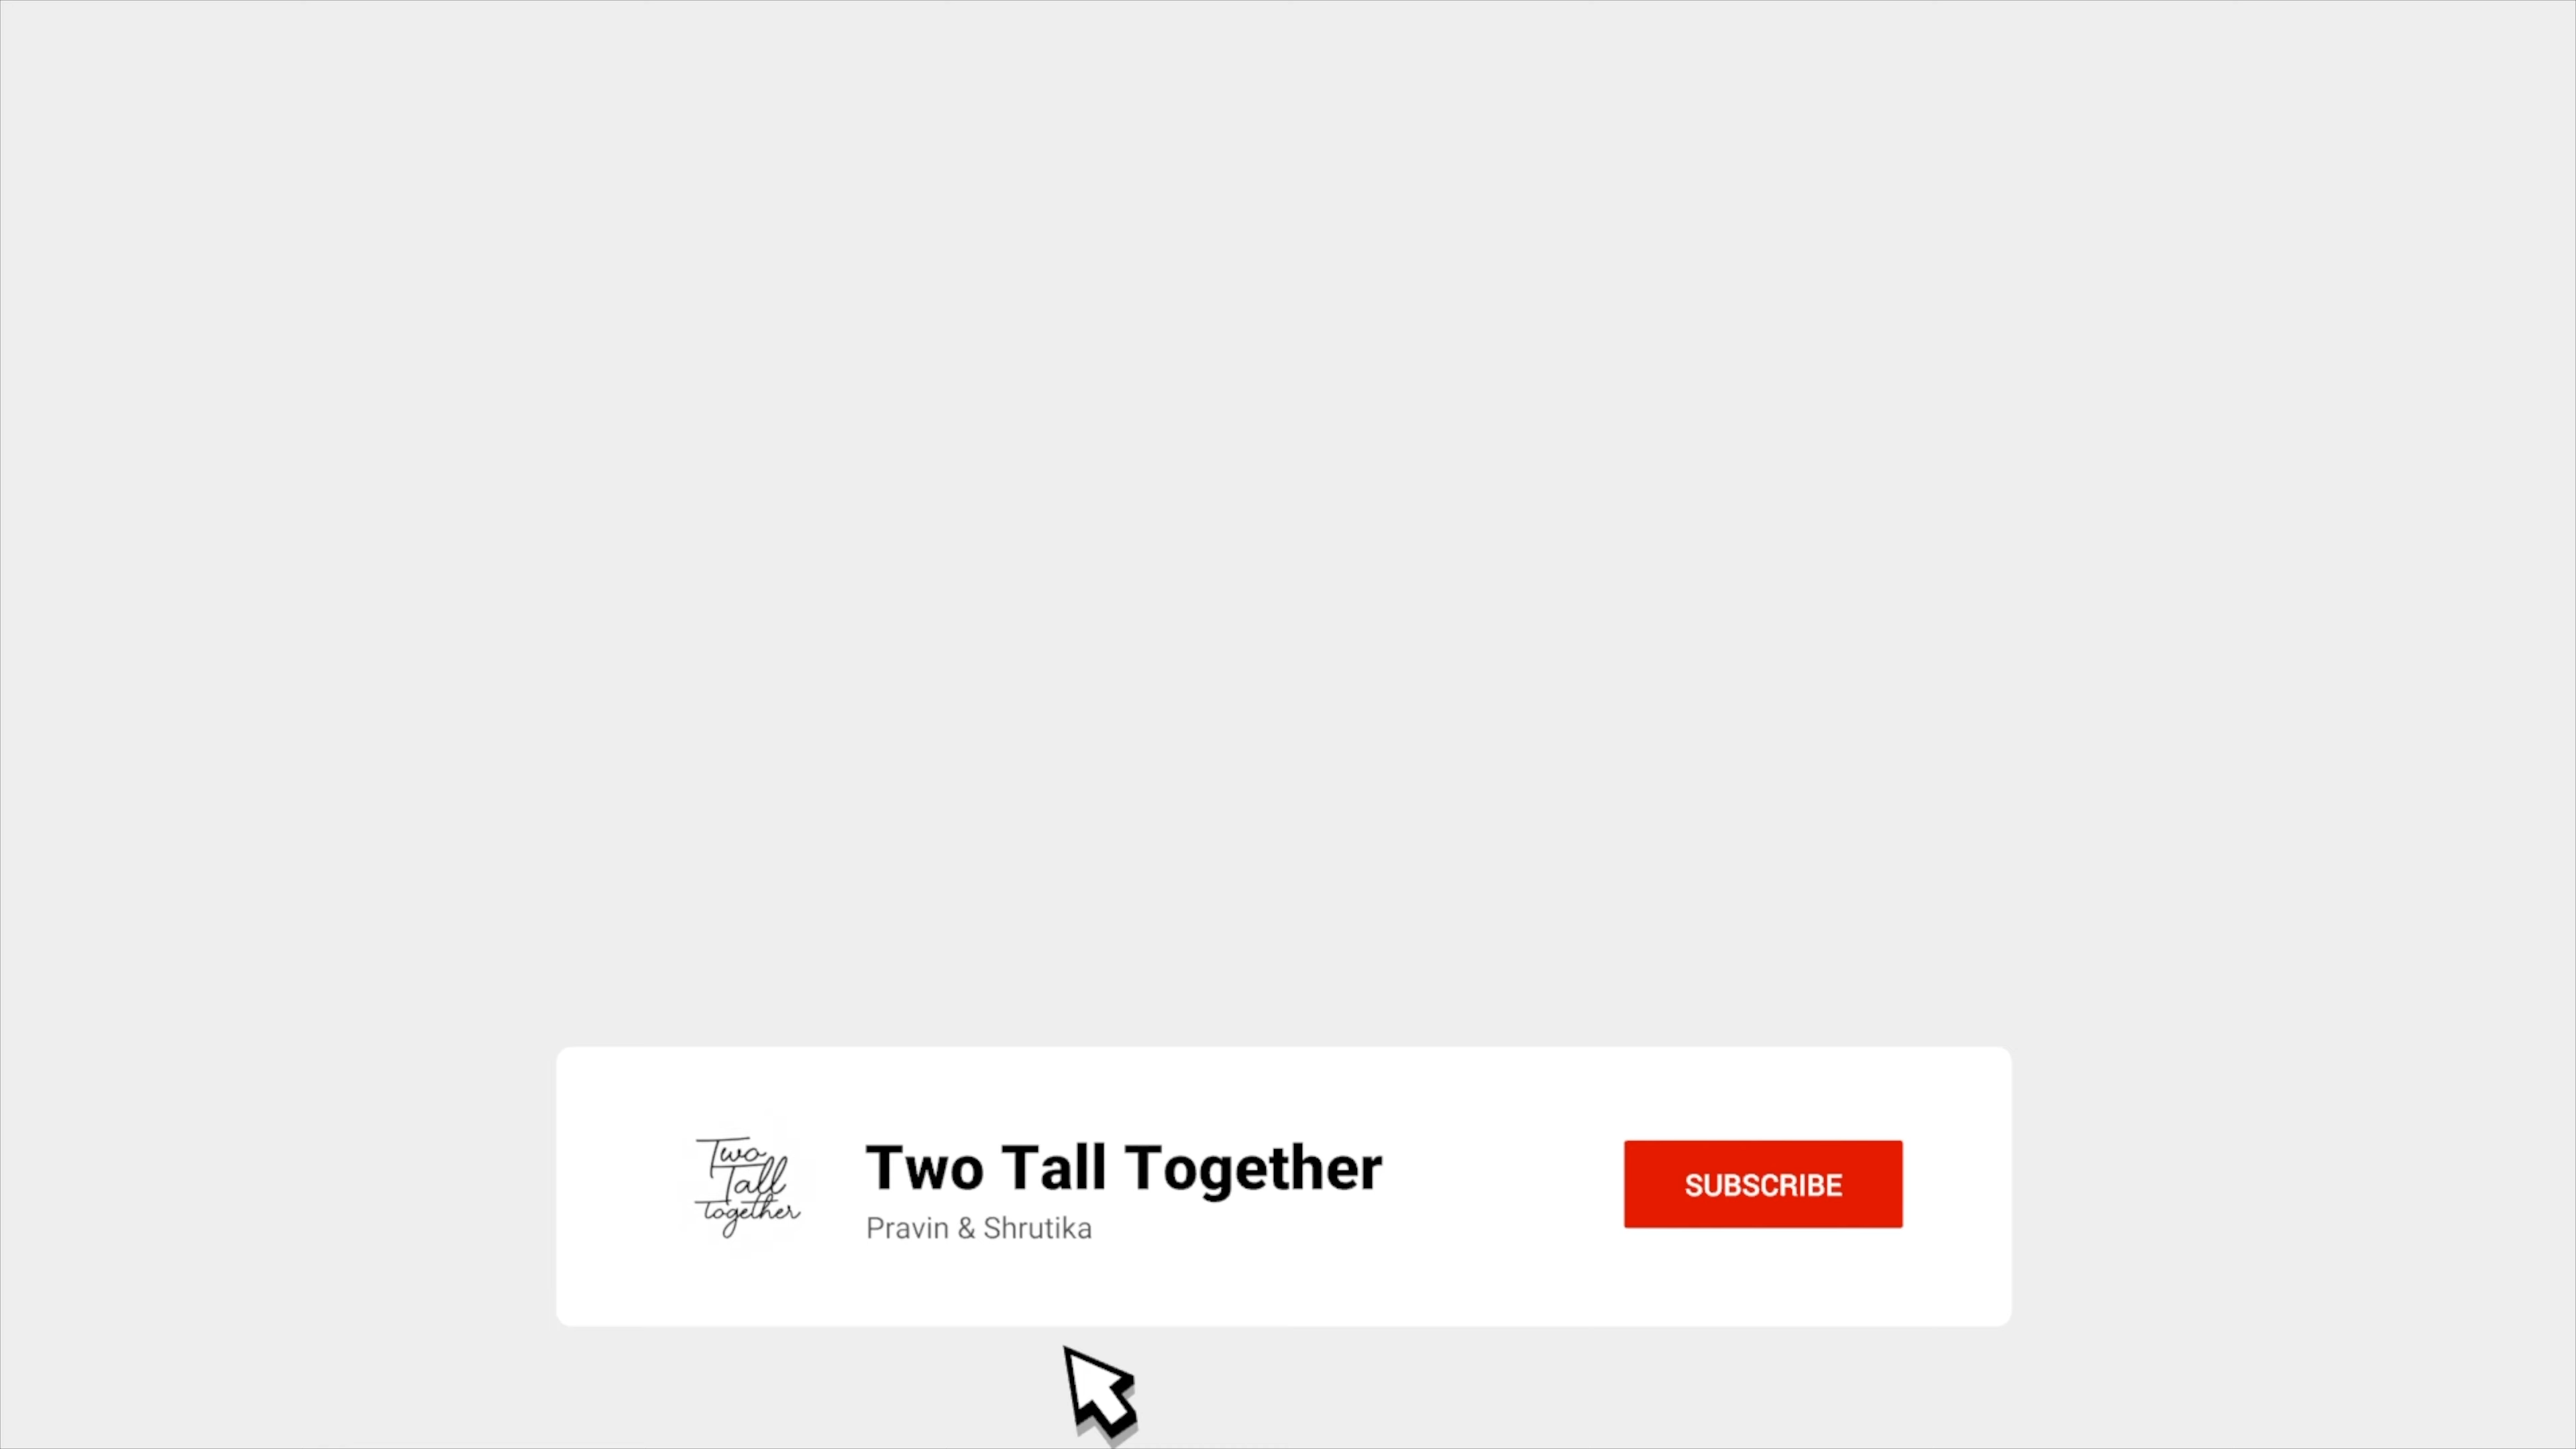 Two
Tall
Together
Two Tall Together
Pravin & Shrutika
SUBSCRIBE